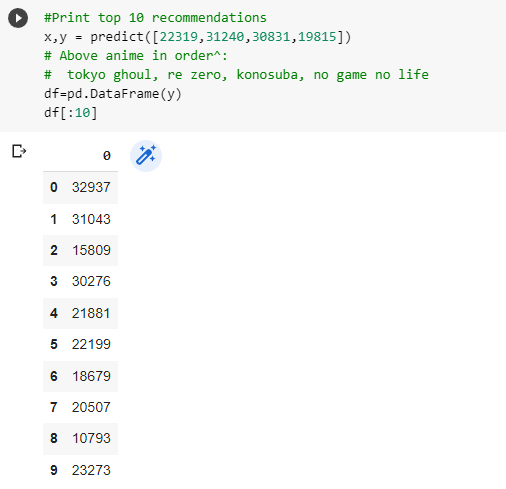 #Print top 10 recommendations
x,y = predict([22319,31240,30831,19815])
# Above anime in order^:
#  tokyo ghoul, re zero, konosuba, no game no life
df=pd.DataFrame(y)
df[:10]
0
0 32937
1 31043
2 15809
3 30276
4 21881
5 22199
6 18679
7 20507
8 10793
9 23273